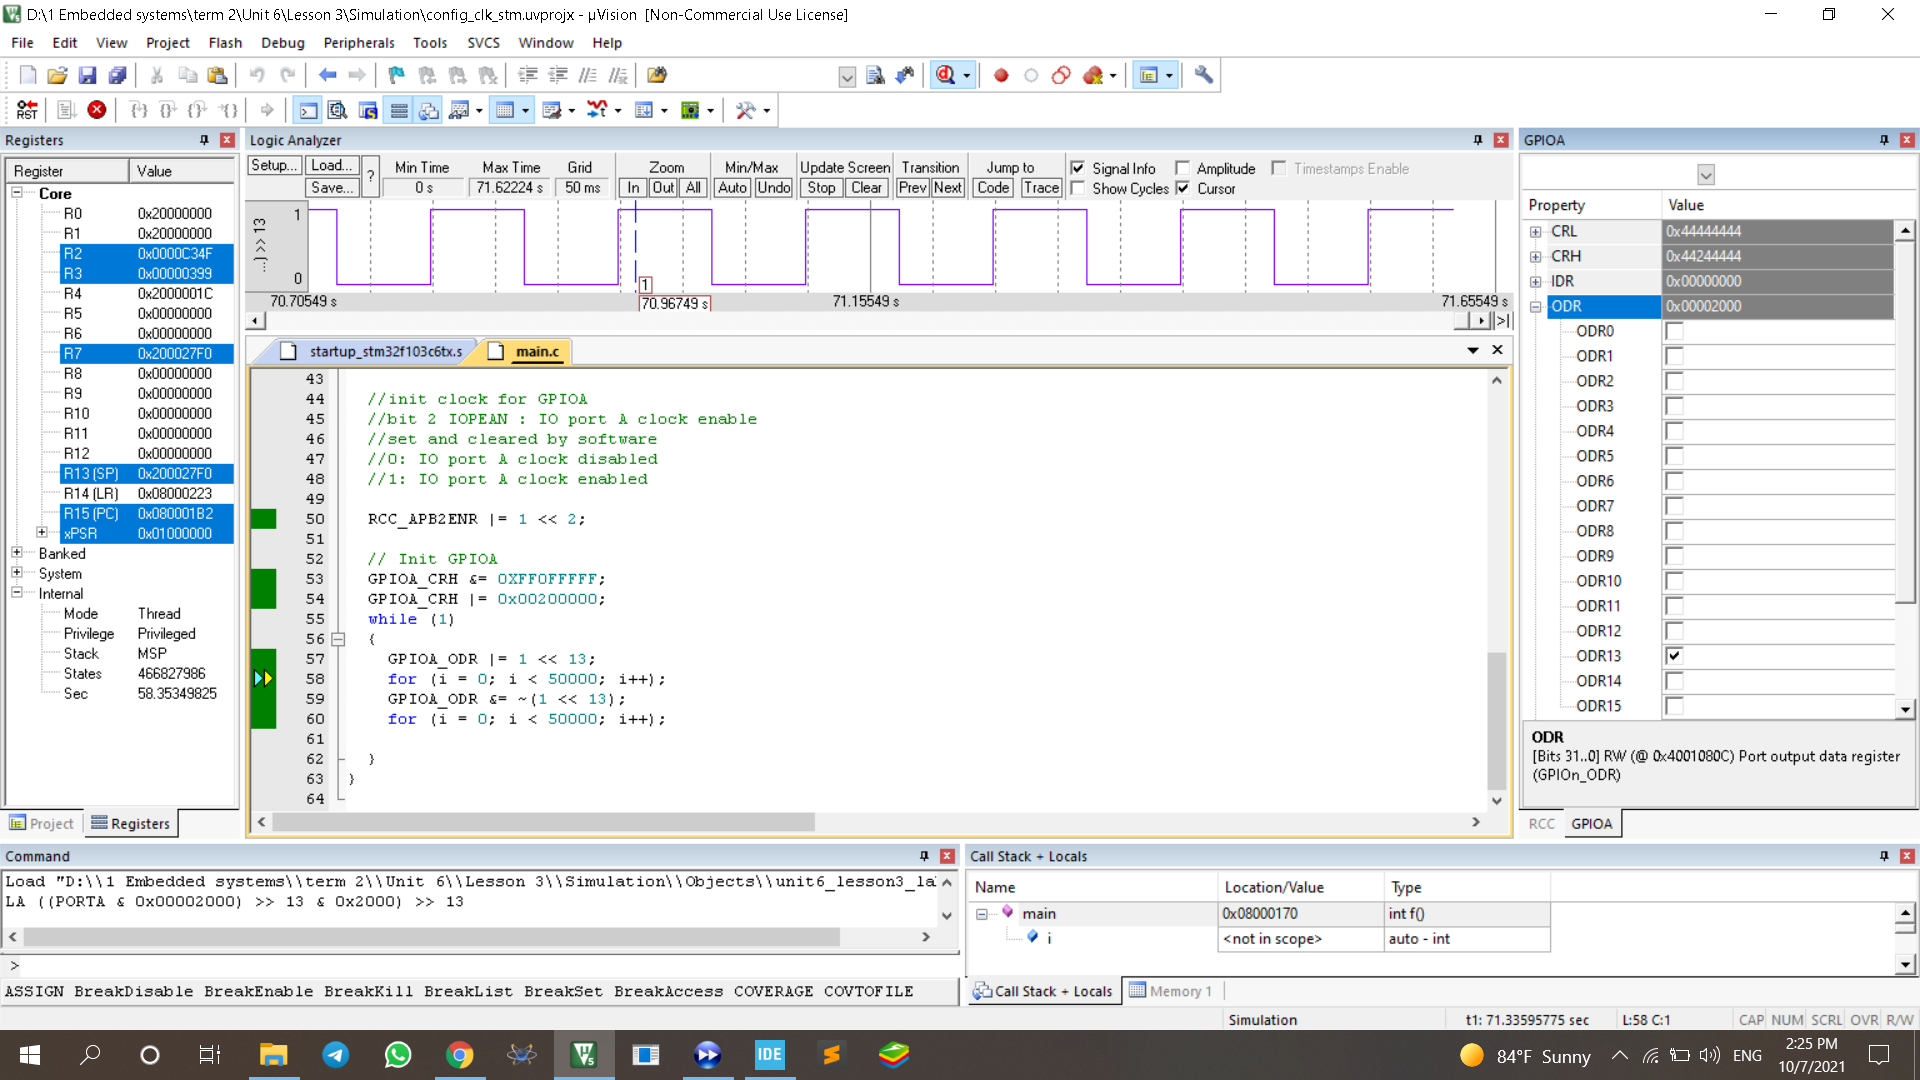 D:\1 Embedded systems\term 2\Unit 6\Lesson 3\Simulation\config_clk_stm.uvprojx - µVision  [Non-Commercial Use License]
File Edit View Project Flash Debug Peripherals Tools SVCS Window Help
RST
Registers
Register Value
Core
R0 0x20000000
R1 0x20000000
R2 0x0000C34F
R3 0x00000399
R4 0x2000001C
R5 0x00000000
R6 0x00000000
R7 0x200027F0
R8 0x00000000
R9 0x00000000
R10 0x00000000
R11 0x00000000
R12 0x00000000
R13 (SP) 0x200027F0
R14 (LR) 0x08000223
R15 (PC) 0x080001B2
xPSR 0x01000000
Banked
System
Internal
Mode Thread
Privilege Privileged
Stack MSP
States 466827986
Sec 58.35349825
Project Registers
Logic Analyzer
Setup... Load... Save... ?
Min Time Max Time Grid Zoom Min/Max Update Screen Transition Jump to
0 s 71.62224 s 50 ms In Out All Auto Undo Stop Clear Prev Next Code Trace
Signal Info Amplitude Timestamps Enable
Show Cycles Cursor
...) >> 13
1
0
1
70.70549 s 70.96749 s 71.15549 s 71.65549 s
startup_stm32f103c6tx.s main.c
43
44 //init clock for GPIOA
45 //bit 2 IOPEAN : IO port A clock enable
46 //set and cleared by software
47 //0: IO port A clock disabled
48 //1: IO port A clock enabled
49
50 RCC_APB2ENR |= 1 << 2;
51
52 // Init GPIOA
53 GPIOA_CRH &= 0XFF0FFFFF;
54 GPIOA_CRH |= 0x00200000;
55 while (1)
56 {
57 GPIOA_ODR |= 1 << 13;
58 for (i = 0; i < 50000; i++);
59 GPIOA_ODR &= ~(1 << 13);
60 for (i = 0; i < 50000; i++);
61
62 }
63 }
64
GPIOA
Property Value
CRL 0x44444444
CRH 0x44244444
IDR 0x00000000
ODR 0x00002000
ODR0
ODR1
ODR2
ODR3
ODR4
ODR5
ODR6
ODR7
ODR8
ODR9
ODR10
ODR11
ODR12
ODR13
ODR14
ODR15
ODR
[Bits 31..0] RW (@ 0x4001080C) Port output data register
(GPIOn_ODR)
RCC GPIOA
Command
Load "D:\\1 Embedded systems\\term 2\\Unit 6\\Lesson 3\\Simulation\\Objects\\unit6_lesson3_la
LA ((PORTA & 0x00002000) >> 13 & 0x2000) >> 13
>
ASSIGN BreakDisable BreakEnable BreakKill BreakList BreakSet BreakAccess COVERAGE COVTOFILE
Call Stack + Locals
Name Location/Value Type
main 0x08000170 int f()
i <not in scope> auto - int
Call Stack + Locals Memory 1
Simulation t1: 71.33595775 sec L:58 C:1 CAP NUM SCRL OVR R/W
IDE
84°F Sunny
ENG
2:25 PM
10/7/2021